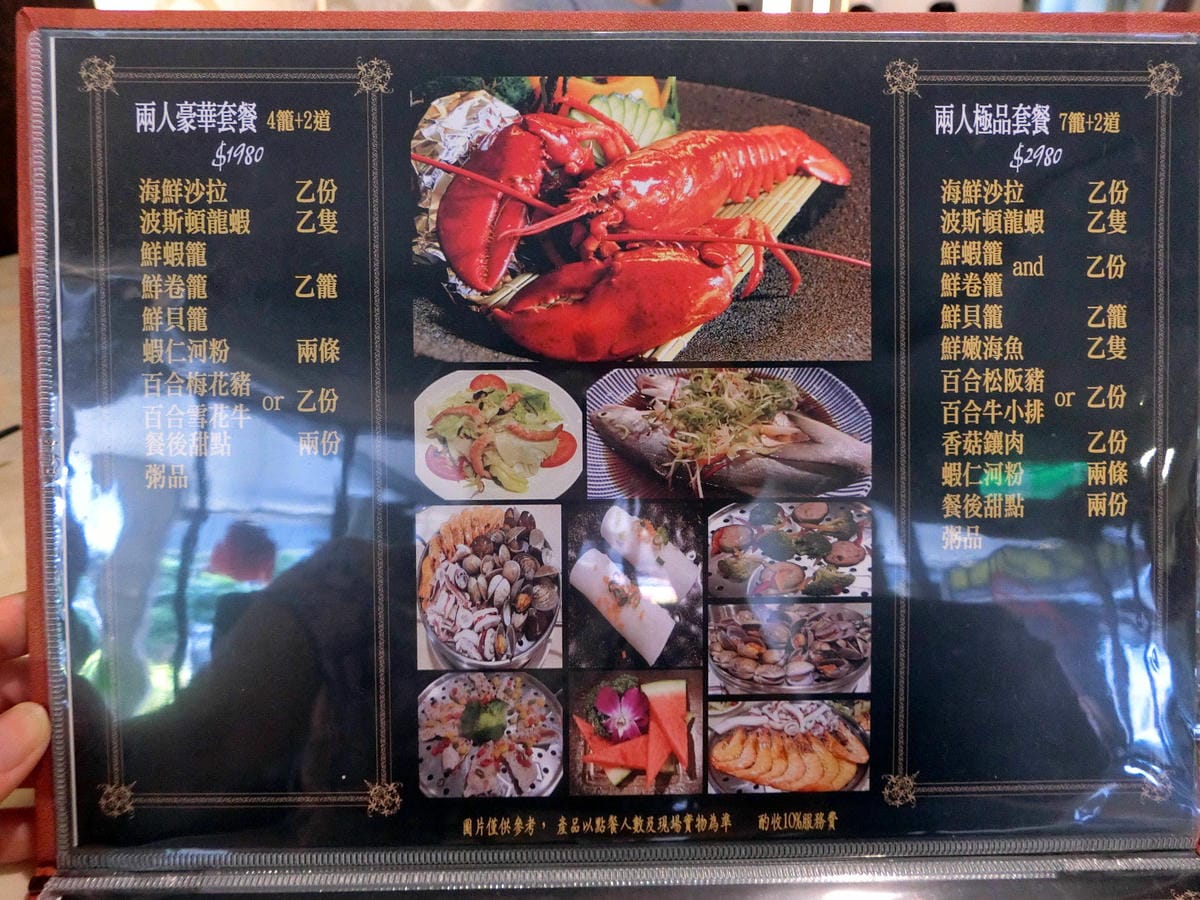 兩人豪華套餐 4籠+2道
$1980
海鮮沙拉 乙份
波斯頓龍蝦 乙隻
鮮蝦籠
鮮卷籠 乙籠
鮮貝籠
蝦仁河粉 兩條
百合梅花豬
or 乙份
百合雪花牛
餐後甜點 兩份
粥品
兩人極品套餐 7籠+2道
$2980
海鮮沙拉 乙份
波斯頓龍蝦 乙隻
鮮蝦籠
and 乙份
鮮卷籠
鮮貝籠 乙籠
鮮嫩海魚 乙隻
百合松阪豬
or 乙份
百合牛小排
香菇鑲肉 乙份
蝦仁河粉 兩條
餐後甜點 兩份
粥品
圖片僅供參考，產品以點餐人數及現場實物為準 酌收10%服務費